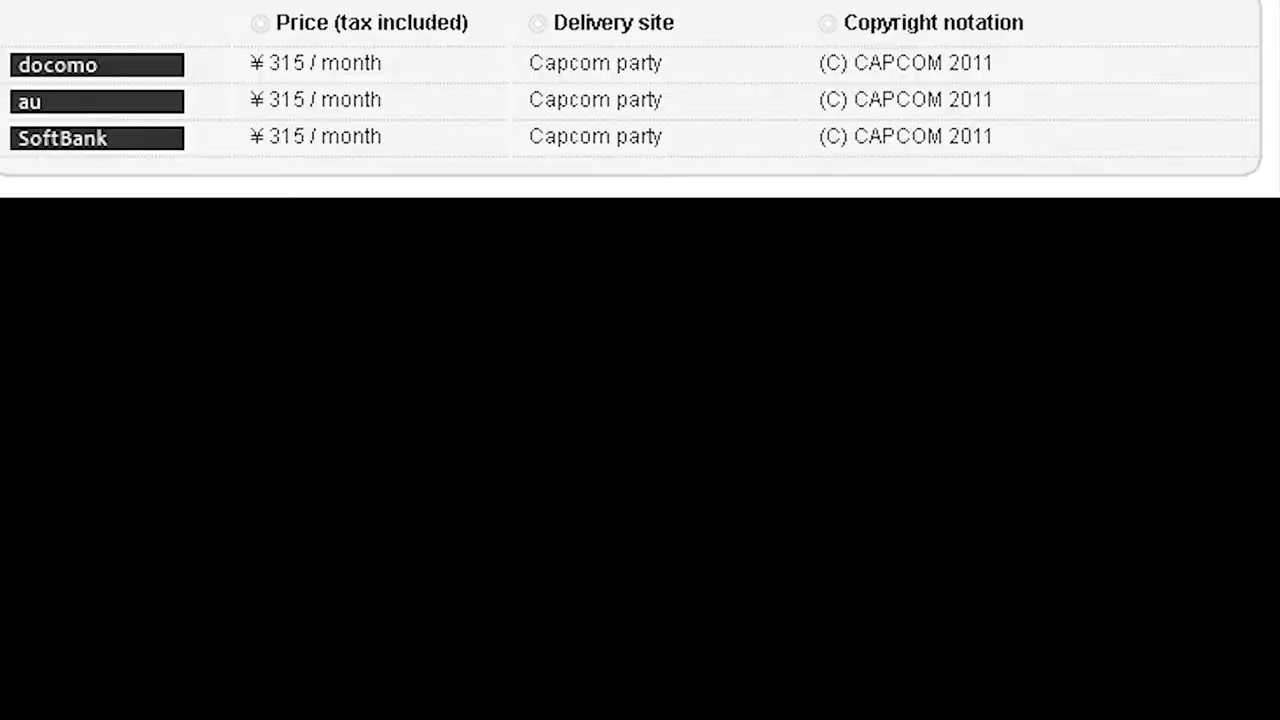 Price (tax included) Delivery site Copyright notation
docomo ¥ 315 / month Capcom party (C) CAPCOM 2011
au ¥ 315 / month Capcom party (C) CAPCOM 2011
SoftBank ¥ 315 / month Capcom party (C) CAPCOM 2011